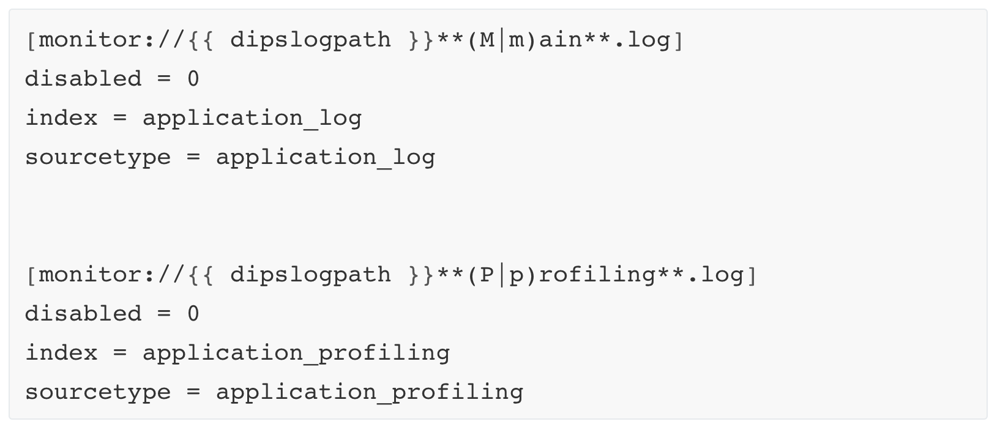 [monitor://{{ dipslogpath }}**(M|m)ain**.log]
disabled = 0
index = application_log
sourcetype = application_log
[monitor://{{ dipslogpath }}**(P|p)rofiling**.log]
disabled = 0
index = application_profiling
sourcetype = application_profiling